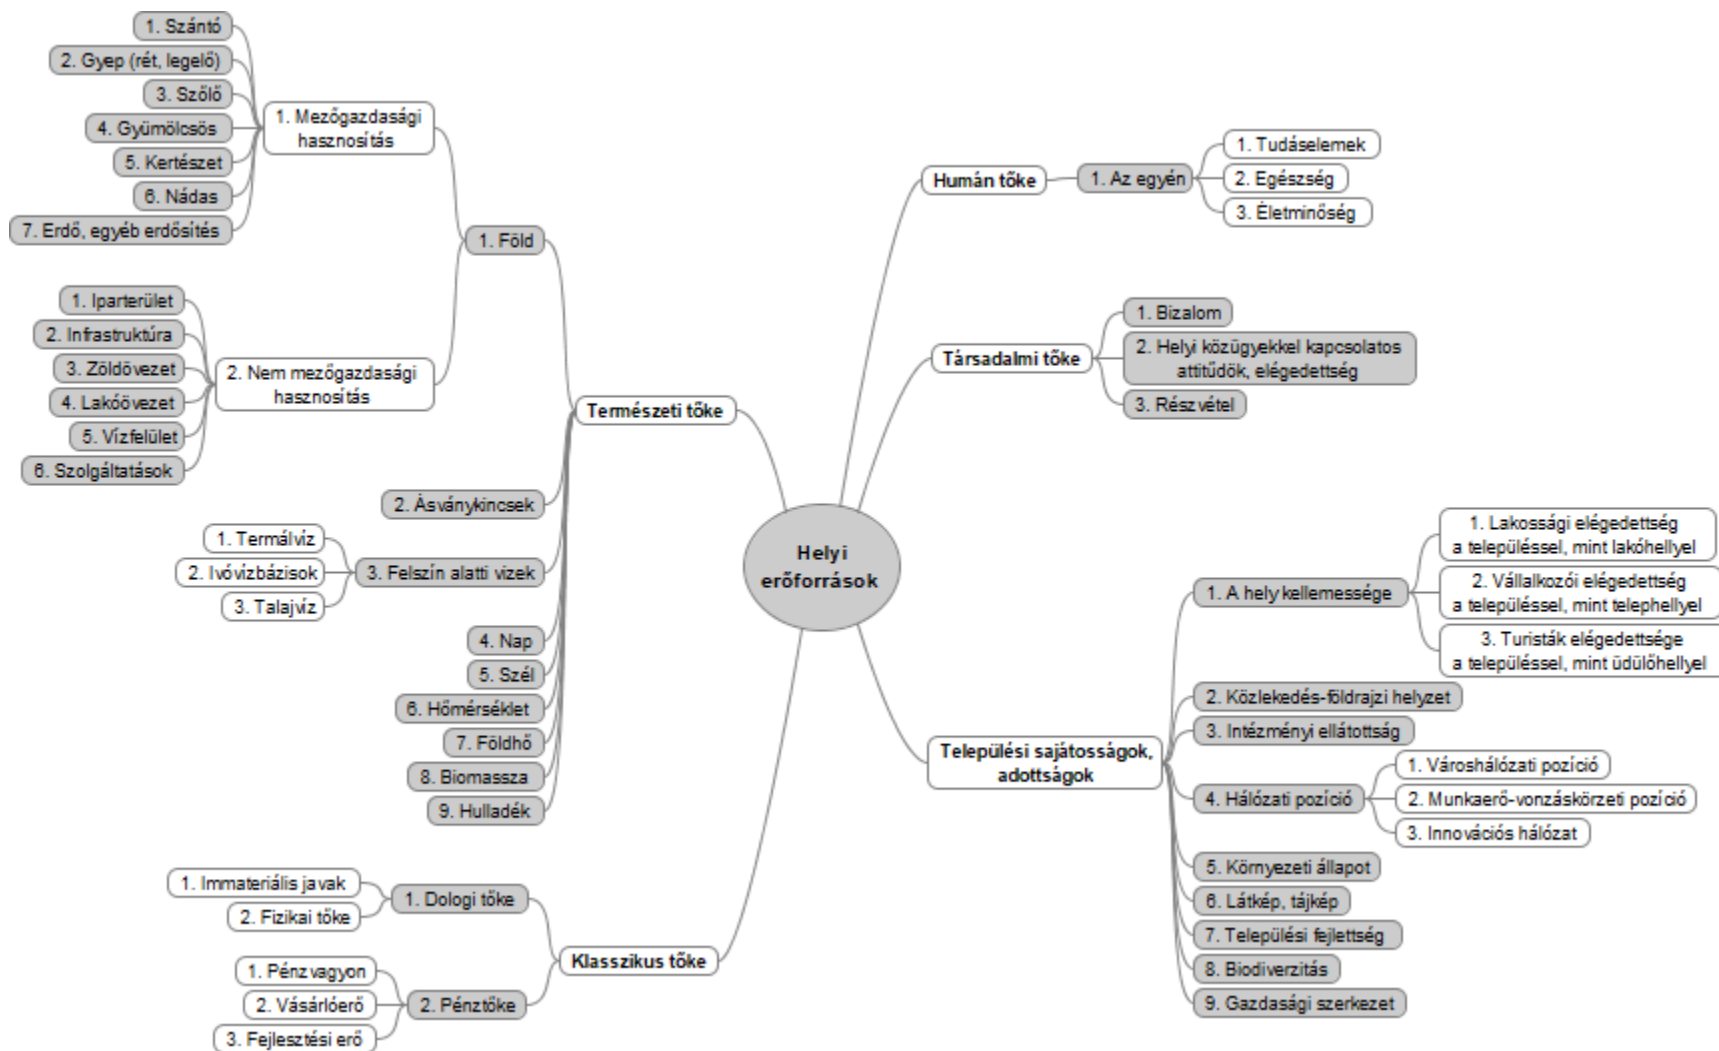 1. Szántó
2. Gyep (rét, legelő)
3. Szőlő
4. Gyümölcsös
5. Kertészet
6. Nádas
7. Erdő, egyéb erdősítés
1. Mezőgazdasági
hasznosítás
1. Föld
1. Iparterület
2. Infrastruktúra
3. Zöldövezet
4. Lakóövezet
5. Vízfelület
6. Szolgáltatások
2. Nem mezőgazdasági
hasznosítás
Természeti tőke
2. Ásványkincsek
1. Termálvíz
2. Ivóvízbázisok
3. Talajvíz
3. Felszín alatti vizek
4. Nap
5. Szél
6. Hőmérséklet
7. Földhő
8. Biomassza
9. Hulladék
1. Immateriális javak
2. Fizikai tőke
1. Dologi tőke
Klasszikus tőke
1. Pénzvagyon
2. Vásárlóerő
3. Fejlesztési erő
2. Pénztőke
Helyi
erőforrások
Humán tőke
1. Az egyén
1. Tudáselemek
2. Egészség
3. Életminőség
Társadalmi tőke
1. Bizalom
2. Helyi közügyekkel kapcsolatos
attitűdök, elégedettség
3. Részvétel
Települési sajátosságok,
adottságok
1. A hely kellemessége
1. Lakossági elégedettség
a településsel, mint lakóhellyel
2. Vállalkozói elégedettség
a településsel, mint telephellyel
3. Turisták elégedettsége
a településsel, mint üdülőhellyel
2. Közlekedés-földrajzi helyzet
3. Intézményi ellátottság
4. Hálózati pozíció
1. Városhálózati pozíció
2. Munkaerő-vonzáskörzeti pozíció
3. Innovációs hálózat
5. Környezeti állapot
6. Látkép, tájkép
7. Települési fejlettség
8. Biodiverzitás
9. Gazdasági szerkezet